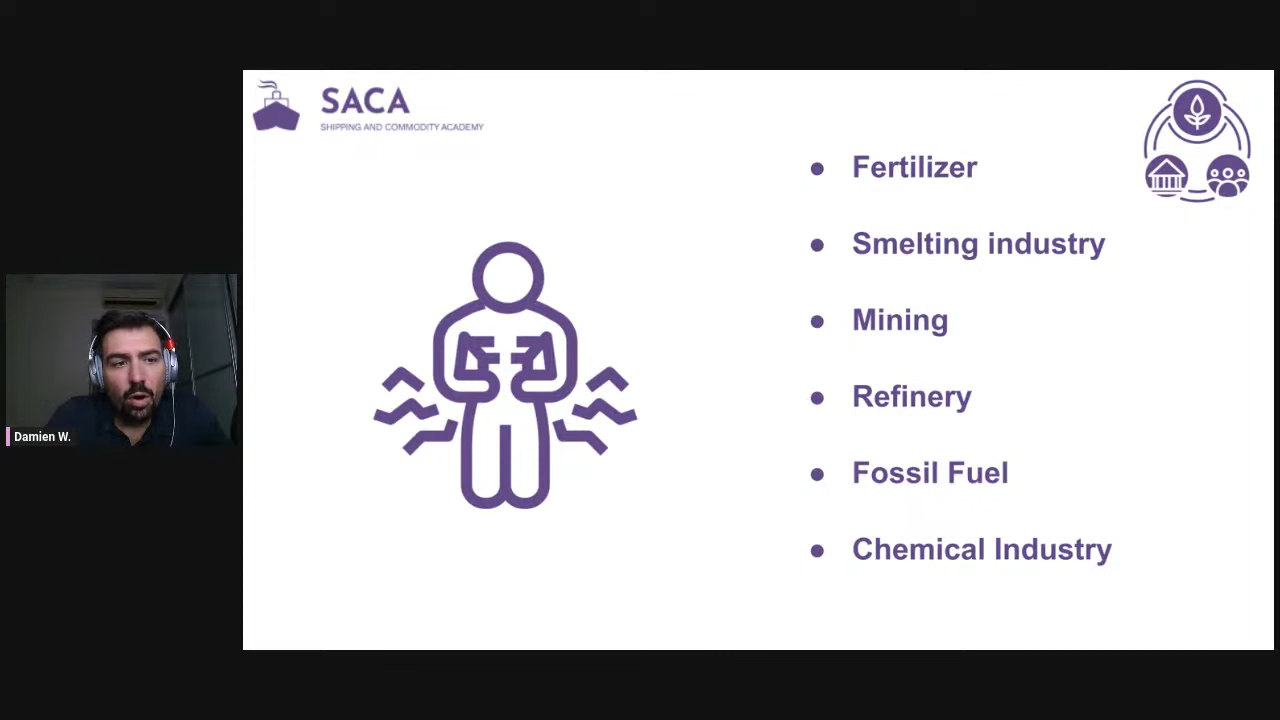 SACA
SHIPPING AND COMMODITY ACADEMY
● Fertilizer
● Smelting industry
● Mining
● Refinery
● Fossil Fuel
● Chemical Industry
Damien W.